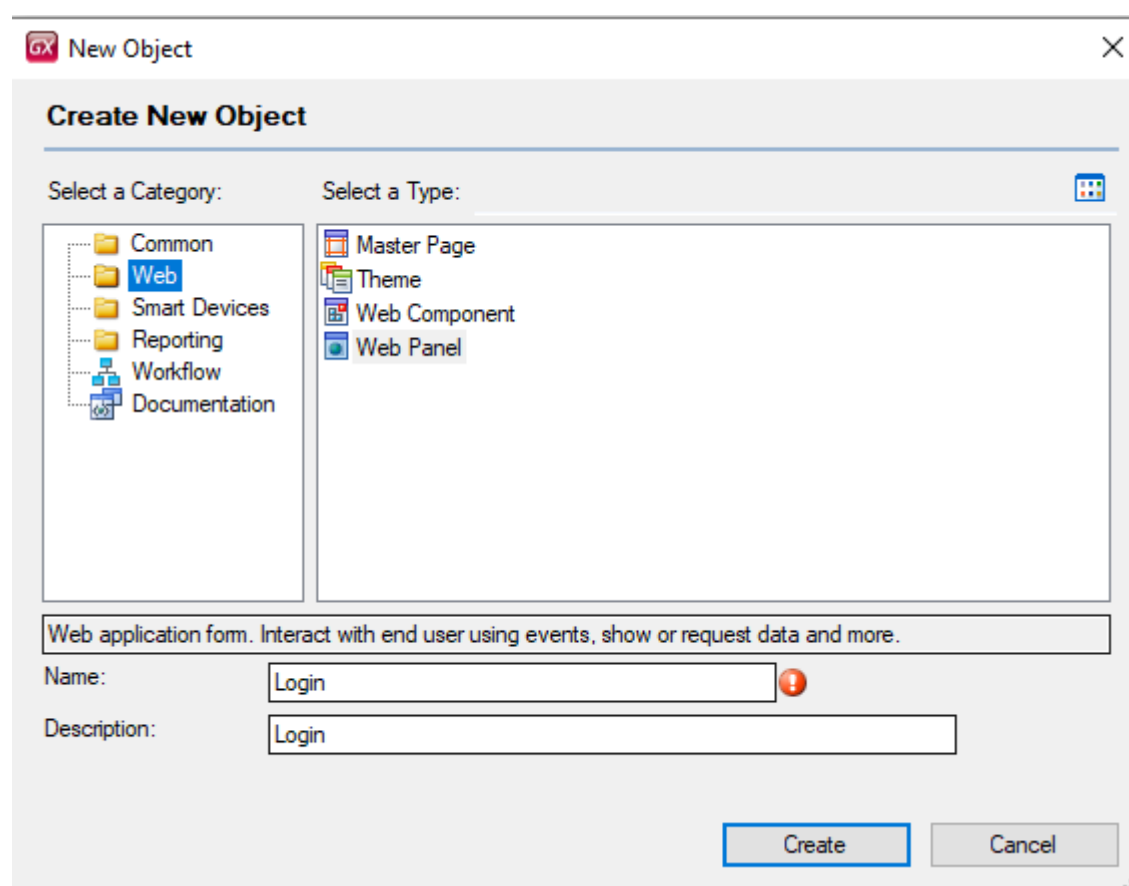 GX New Object
Create New Object
Select a Category:
Select a Type:
Common
Web
Smart Devices
Reporting
Workflow
Documentation
Master Page
Theme
Web Component
Web Panel
Web application form. Interact with end user using events, show or request data and more.
Name:
Login
Description:
Login
Create
Cancel